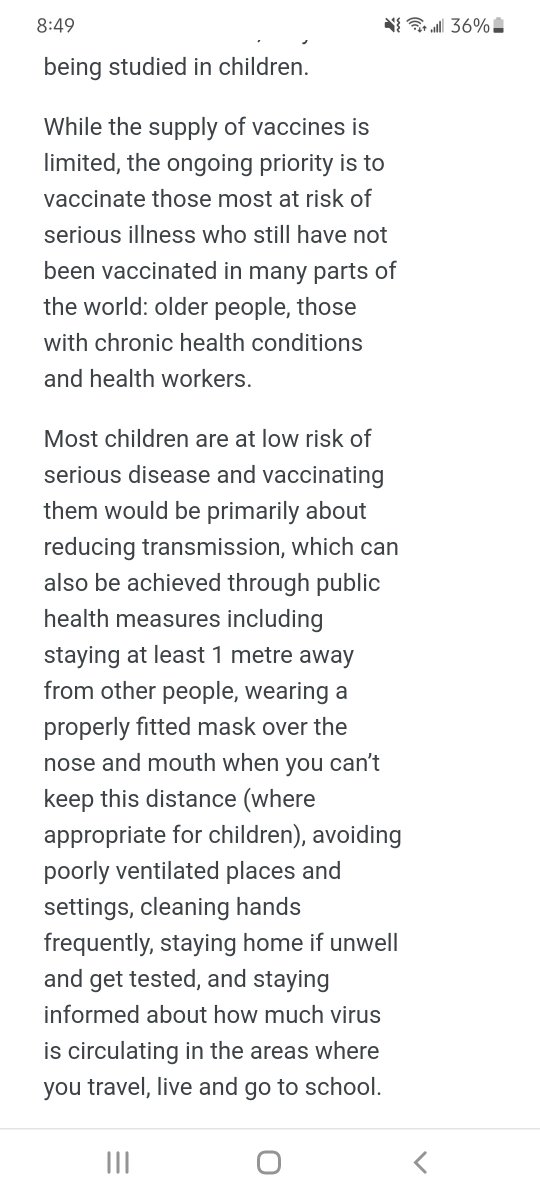 8:49 36%
being studied in children.
While the supply of vaccines is
limited, the ongoing priority is to
vaccinate those most at risk of
serious illness who still have not
been vaccinated in many parts of
the world: older people, those
with chronic health conditions
and health workers.
Most children are at low risk of
serious disease and vaccinating
them would be primarily about
reducing transmission, which can
also be achieved through public
health measures including
staying at least 1 metre away
from other people, wearing a
properly fitted mask over the
nose and mouth when you can’t
keep this distance (where
appropriate for children), avoiding
poorly ventilated places and
settings, cleaning hands
frequently, staying home if unwell
and get tested, and staying
informed about how much virus
is circulating in the areas where
you travel, live and go to school.